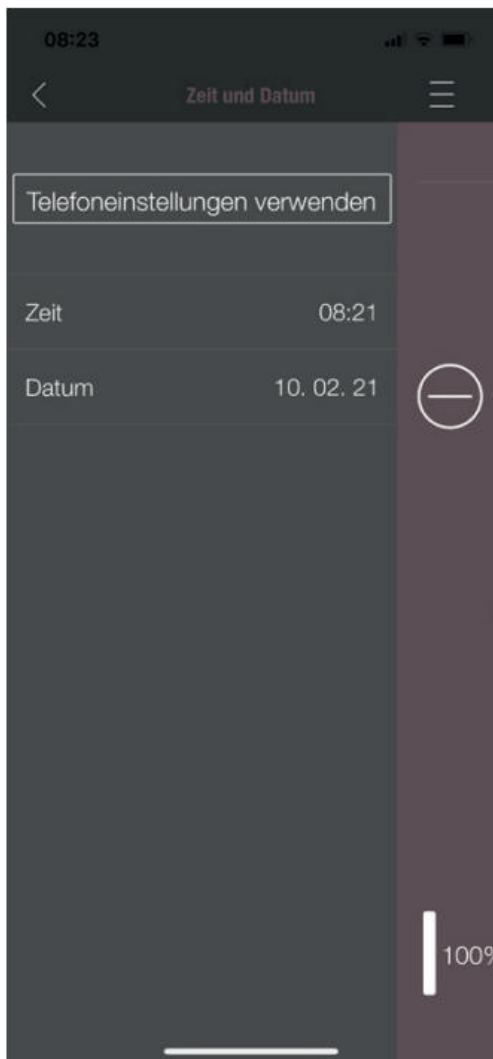 08:23
Zeit und Datum
Telefoneinstellungen verwenden
Zeit 08:21
Datum 10. 02. 21
100%